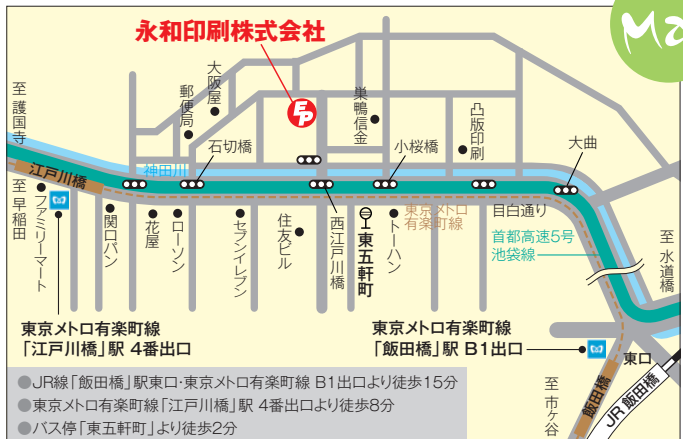 Ma
永和印刷株式会社
EP
至 護国寺
郵便局
大阪屋
巣鴨信金
凸版印刷
石切橋
小桜橋
大曲
神田川
江戸川橋
至 早稲田
ファミリーマート
関口パン
花屋
ローソン
セブンイレブン
住友ビル
西江戸川橋
東五軒町
トーハン
東京メトロ
有楽町線
目白通り
首都高速5号
池袋線
至 水道橋
東京メトロ有楽町線
「江戸川橋」駅 4番出口
東京メトロ有楽町線
「飯田橋」駅 B1出口
東口
至 市ヶ谷
飯田橋
JR 飯田橋
●JR線「飯田橋」駅東口・東京メトロ有楽町線 B1出口より徒歩15分
●東京メトロ有楽町線「江戸川橋」駅 4番出口より徒歩8分
●バス停「東五軒町」より徒歩2分